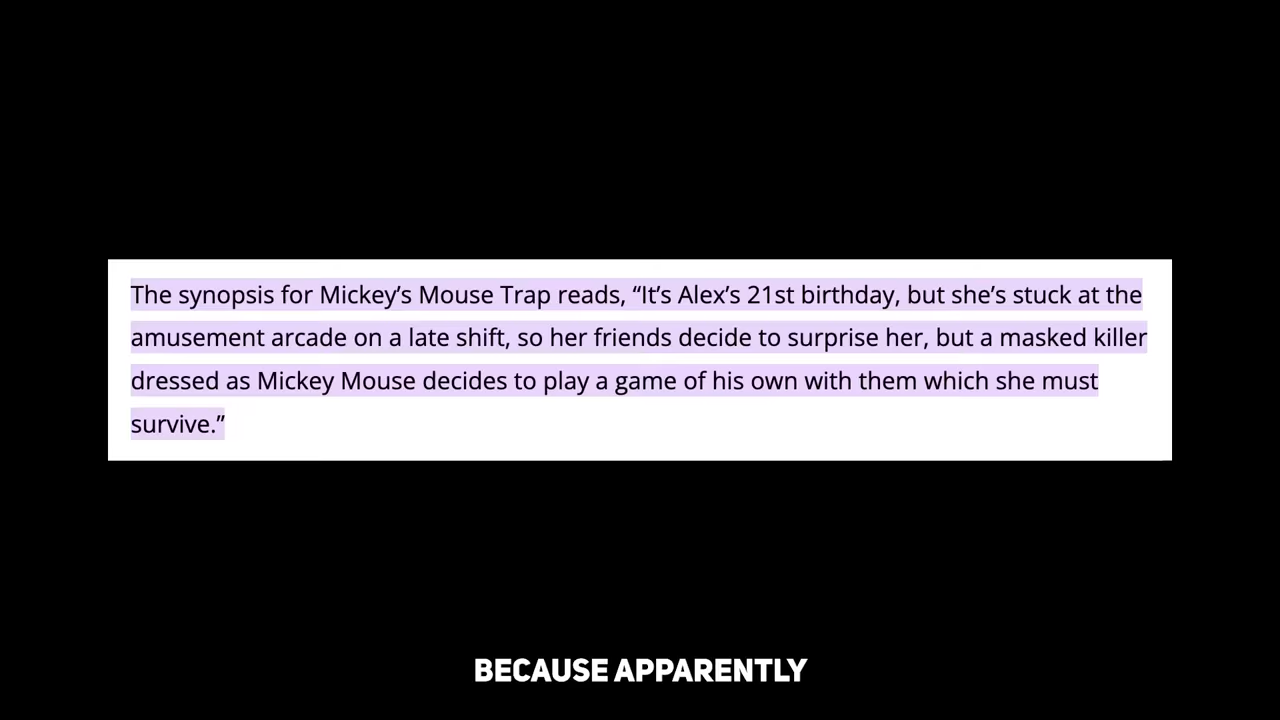 The synopsis for Mickey’s Mouse Trap reads, “It’s Alex’s 21st birthday, but she’s stuck at the
amusement arcade on a late shift, so her friends decide to surprise her, but a masked killer
dressed as Mickey Mouse decides to play a game of his own with them which she must
survive.”
BECAUSE APPARENTLY